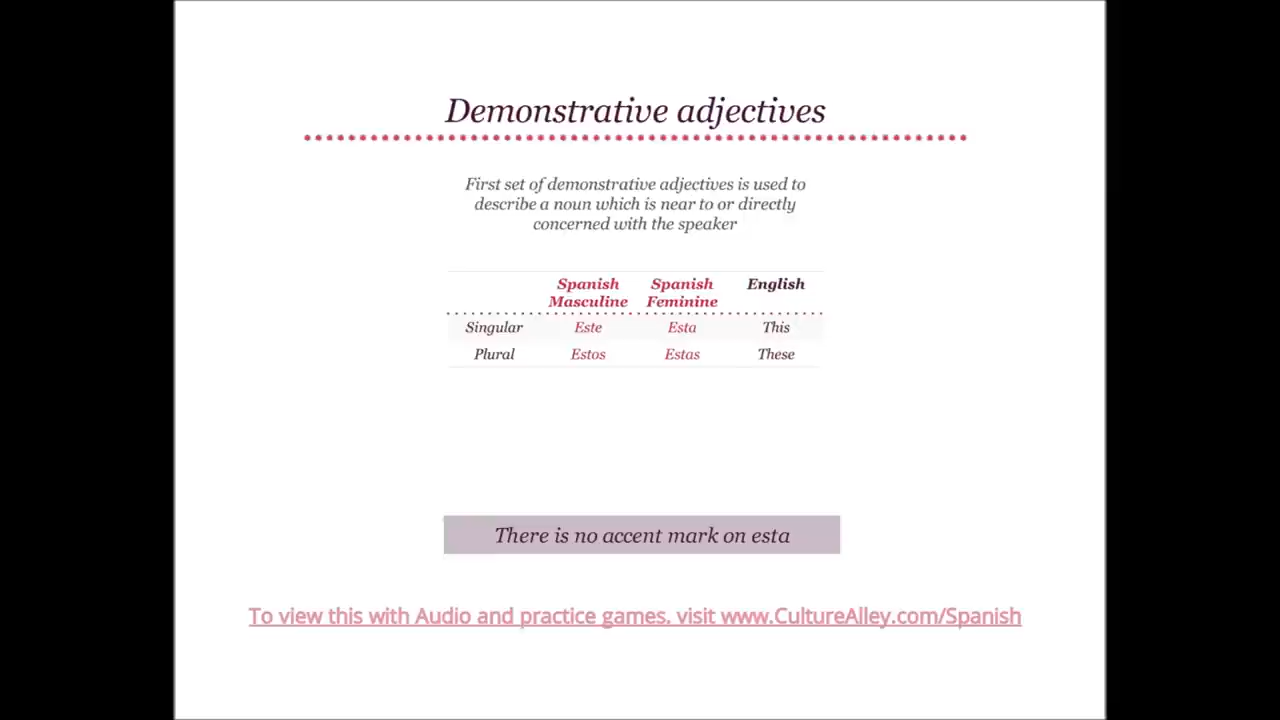 Demonstrative adjectives
First set of demonstrative adjectives is used to
describe a noun which is near to or directly
concerned with the speaker
Spanish Masculine Spanish Feminine English
Singular Este Esta This
Plural Estos Estas These
There is no accent mark on esta
To view this with Audio and practice games, visit www.CultureAlley.com/Spanish